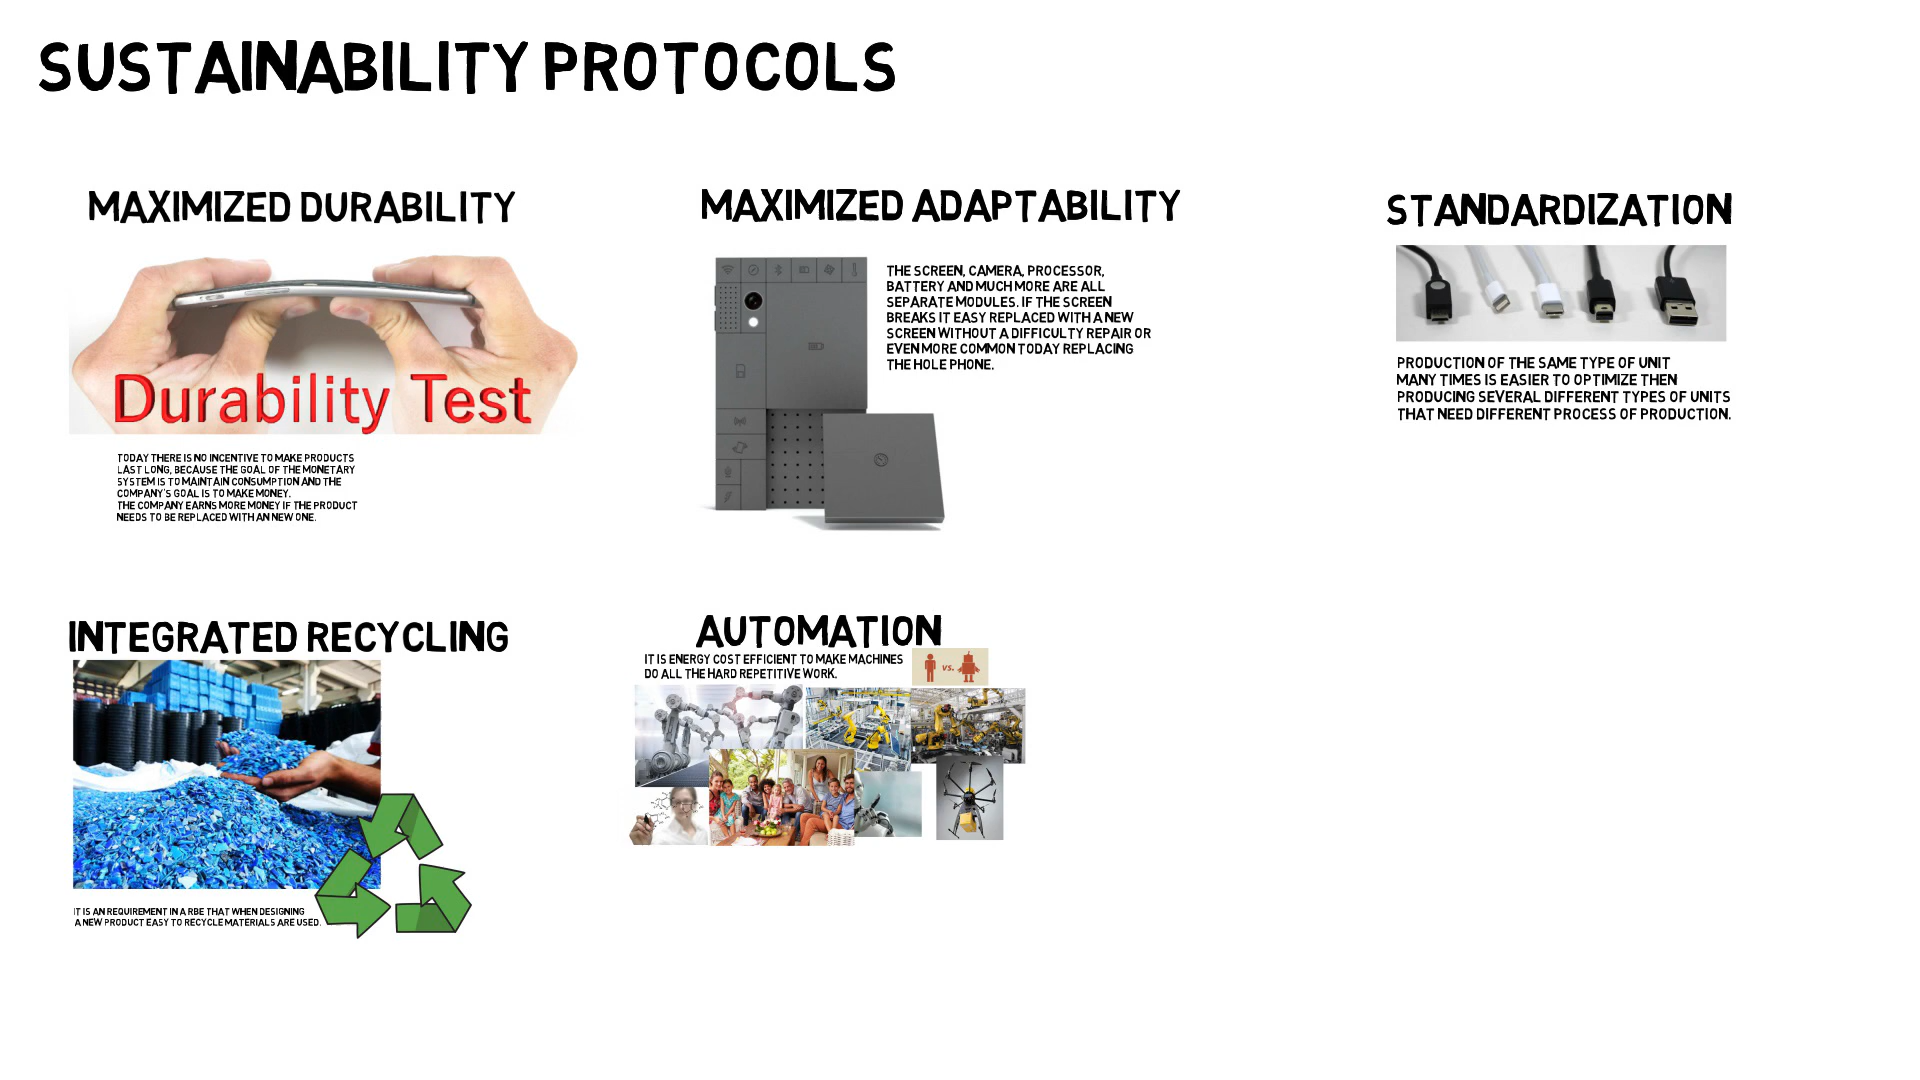 SUSTAINABILITY PROTOCOLS
MAXIMIZED DURABILITY
Durability Test
TODAY THERE IS NO INCENTIVE TO MAKE PRODUCTS
LAST LONG, BECAUSE THE GOAL OF THE MONETARY
SYSTEM IS TO MAINTAIN CONSUMPTION AND THE
COMPANY'S GOAL IS TO MAKE MONEY.
THE COMPANY EARNS MORE MONEY IF THE PRODUCT
NEEDS TO BE REPLACED WITH AN NEW ONE.
MAXIMIZED ADAPTABILITY
THE SCREEN, CAMERA, PROCESSOR,
BATTERY AND MUCH MORE ARE ALL
SEPARATE MODULES. IF THE SCREEN
BREAKS IT EASY REPLACED WITH A NEW
SCREEN WITHOUT A DIFFICULTY REPAIR OR
EVEN MORE COMMON TODAY REPLACING
THE HOLE PHONE.
STANDARDIZATION
PRODUCTION OF THE SAME TYPE OF UNIT
MANY TIMES IS EASIER TO OPTIMIZE THEN
PRODUCING SEVERAL DIFFERENT TYPES OF UNITS
THAT NEED DIFFERENT PROCESS OF PRODUCTION.
INTEGRATED RECYCLING
IT IS AN REQUIREMENT IN A RBE THAT WHEN DESIGNING
A NEW PRODUCT EASY TO RECYCLE MATERIALS ARE USED.
AUTOMATION
IT IS ENERGY COST EFFICIENT TO MAKE MACHINES
DO ALL THE HARD REPETITIVE WORK.
VS.